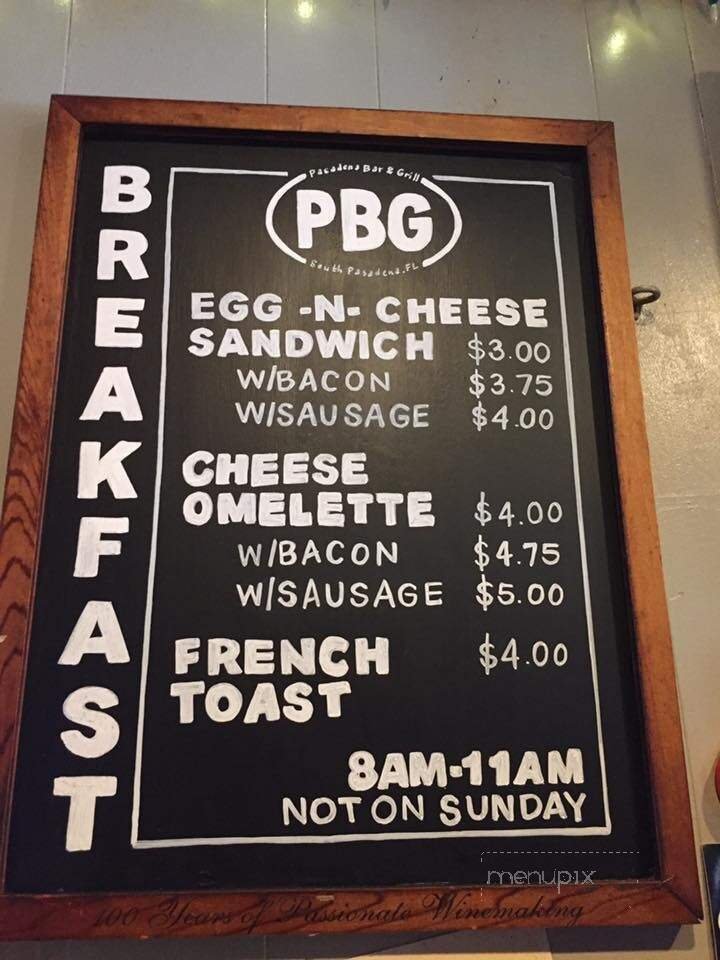 BREAKFAST
Pasadena Bar & Grill
PBG
South Pasadena, FL
EGG -N- CHEESE
SANDWICH $3.00
W/BACON $3.75
W/SAUSAGE $4.00
CHEESE
OMELETTE $4.00
W/BACON $4.75
W/SAUSAGE $5.00
FRENCH $4.00
TOAST
8AM-11AM
NOT ON SUNDAY
menupix
100 Years of Passionate Winemaking